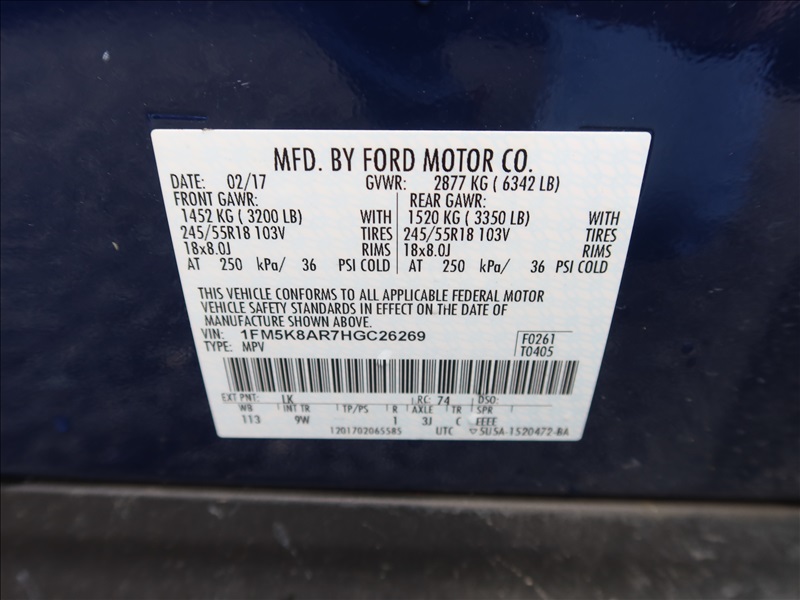 MFD. BY FORD MOTOR CO.
DATE: 02/17 GVWR: 2877 KG ( 6342 LB)
FRONT GAWR: REAR GAWR:
1452 KG ( 3200 LB) WITH 1520 KG ( 3350 LB) WITH
245/55R18 103V TIRES 245/55R18 103V TIRES
18x8.0J RIMS 18x8.0J RIMS
AT 250 kPa/ 36 PSI COLD AT 250 kPa/ 36 PSI COLD
THIS VEHICLE CONFORMS TO ALL APPLICABLE FEDERAL MOTOR
VEHICLE SAFETY STANDARDS IN EFFECT ON THE DATE OF
MANUFACTURE SHOWN ABOVE.
VIN: 1FM5K8AR7HGC26269 F0261
TYPE: MPV T0405
EXT PNT: LK RC: 74 DSO:
WB INT TR TP/PS R AXLE TR SPR
113 9W 1 3J C EEEE
1201702065585 UTC 5U5A-1520472-BA